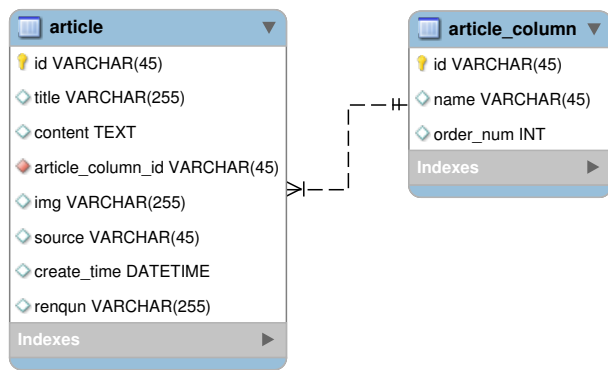 article
id VARCHAR(45)
title VARCHAR(255)
content TEXT
article_column_id VARCHAR(45)
img VARCHAR(255)
source VARCHAR(45)
create_time DATETIME
renqun VARCHAR(255)
Indexes
article_column
id VARCHAR(45)
name VARCHAR(45)
order_num INT
Indexes